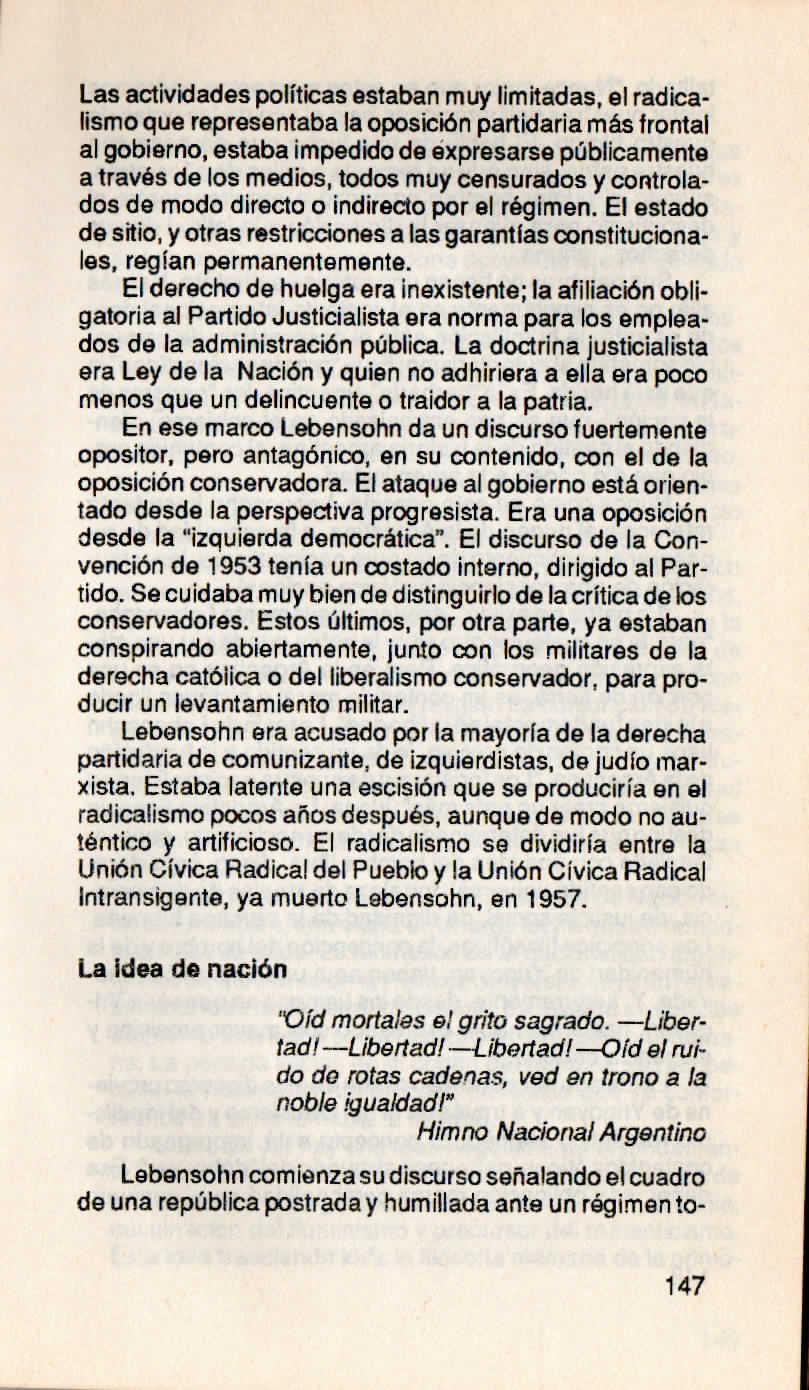 Las actividades políticas estaban muy limitadas, el radica-
lismo que representaba la oposición partidaria más frontal
al gobierno, estaba impedido de expresarse públicamente
a través de los medios, todos muy censurados y controla-
dos de modo directo o indirecto por el régimen. El estado
de sitio, y otras restricciones a las garantías constituciona-
les, regían permanentemente.
El derecho de huelga era inexistente; la afiliación obli-
gatoria al Partido Justicialista era norma para los emplea-
dos de la administración pública. La doctrina justicialista
era Ley de la Nación y quien no adhiriera a ella era poco
menos que un delincuente o traidor a la patria.
En ese marco Lebensohn da un discurso fuertemente
opositor, pero antagónico, en su contenido, con el de la
oposición conservadora. El ataque al gobierno está orien-
tado desde la perspectiva progresista. Era una oposición
desde la "izquierda democrática". El discurso de la Con-
vención de 1953 tenía un costado interno, dirigido al Par-
tido. Se cuidaba muy bien de distinguirlo de la crítica de los
conservadores. Estos últimos, por otra parte, ya estaban
conspirando abiertamente, junto con los militares de la
derecha católica o del liberalismo conservador, para pro-
ducir un levantamiento militar.
Lebensohn era acusado por la mayoría de la derecha
partidaria de comunizante, de izquierdistas, de judío mar-
xista. Estaba latente una escisión que se produciría en el
radicalismo pocos años después, aunque de modo no au-
téntico y artificioso. El radicalismo se dividiría entre la
Unión Cívica Radical del Pueblo y la Unión Cívica Radical
Intransigente, ya muerto Lebensohn, en 1957.
La idea de nación
"Oíd mortales el grito sagrado. —Liber-
tad! —Libertad! —Libertad! —Oíd el rui-
do de rotas cadenas, ved en trono a la
noble igualdad!"
Himno Nacional Argentino
Lebensohn comienza su discurso señalando el cuadro
de una república postrada y humillada ante un régimen to-
147